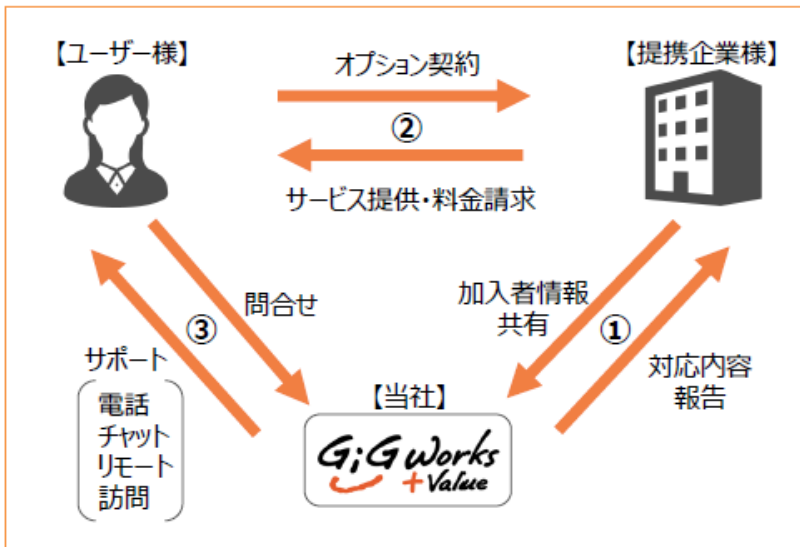 【ユーザー様】
【提携企業様】
オプション契約
②
サービス提供・料金請求
問合せ
③
サポート
電話
チャット
リモート
訪問
加入者情報
共有
①
対応内容
報告
【当社】
GiG Works
+Value